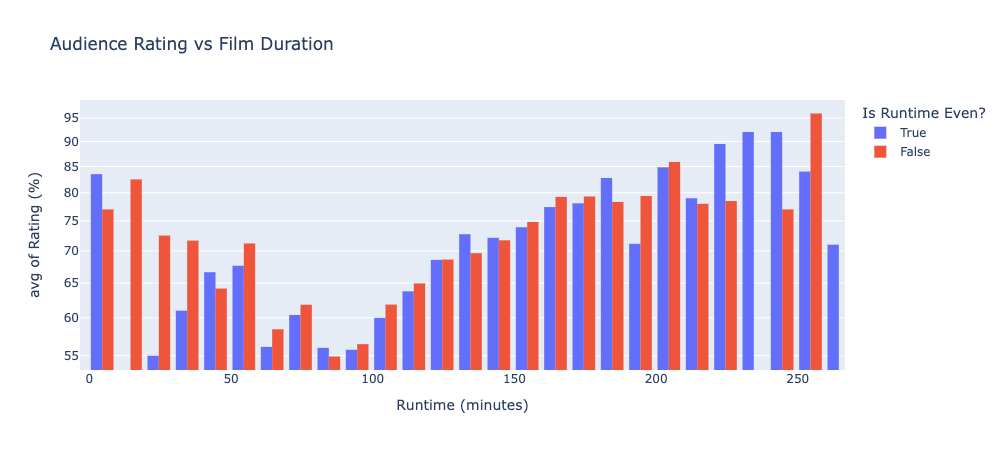 Audience Rating vs Film Duration
avg of Rating (%)
95
90
85
80
75
70
65
60
55
0
50
100
150
200
250
Runtime (minutes)
Is Runtime Even?
True
False